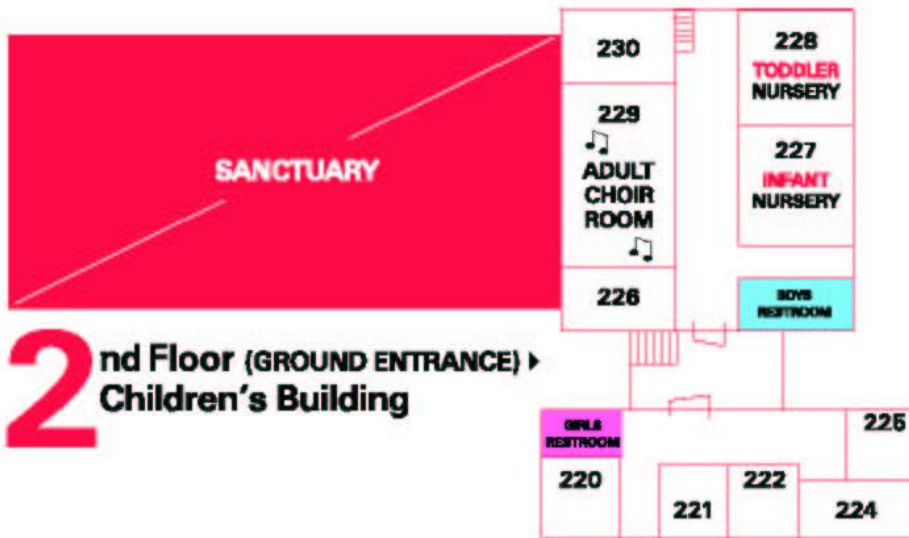 SANCTUARY
230
229
ADULT
CHOIR
ROOM
226
228
TODDLER
NURSERY
227
INFANT
NURSERY
BOYS
RESTROOM
2nd Floor (GROUND ENTRANCE)
Children's Building
GIRLS
RESTROOM
220
221
222
225
224